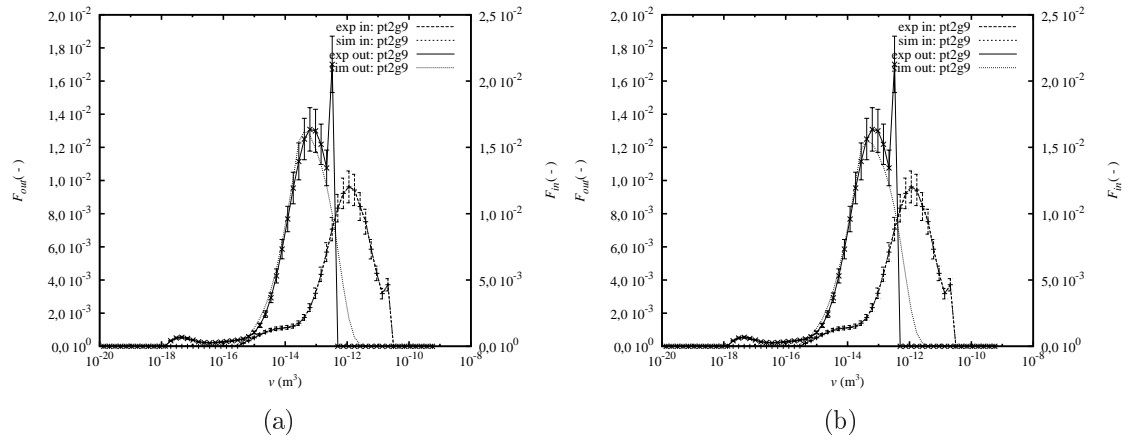 2,0 10⁻²
1,8 10⁻²
1,6 10⁻²
1,4 10⁻²
1,2 10⁻²
1,0 10⁻²
8,0 10⁻³
6,0 10⁻³
4,0 10⁻³
2,0 10⁻³
0,0 10⁰
F_out(-)
exp in: pt2g9
sim in: pt2g9
exp out: pt2g9
sim out: pt2g9
2,5 10⁻²
2,0 10⁻²
1,5 10⁻²
1,0 10⁻²
5,0 10⁻³
0,0 10⁰
F_in(-)
10⁻²⁰ 10⁻¹⁸ 10⁻¹⁶ 10⁻¹⁴ 10⁻¹² 10⁻¹⁰ 10⁻⁸
v (m³)
(a)
2,0 10⁻²
1,8 10⁻²
1,6 10⁻²
1,4 10⁻²
1,2 10⁻²
1,0 10⁻²
8,0 10⁻³
6,0 10⁻³
4,0 10⁻³
2,0 10⁻³
0,0 10⁰
F_out(-)
exp in: pt2g9
sim in: pt2g9
exp out: pt2g9
sim out: pt2g9
2,5 10⁻²
2,0 10⁻²
1,5 10⁻²
1,0 10⁻²
5,0 10⁻³
0,0 10⁰
F_in(-)
10⁻²⁰ 10⁻¹⁸ 10⁻¹⁶ 10⁻¹⁴ 10⁻¹² 10⁻¹⁰ 10⁻⁸
v (m³)
(b)